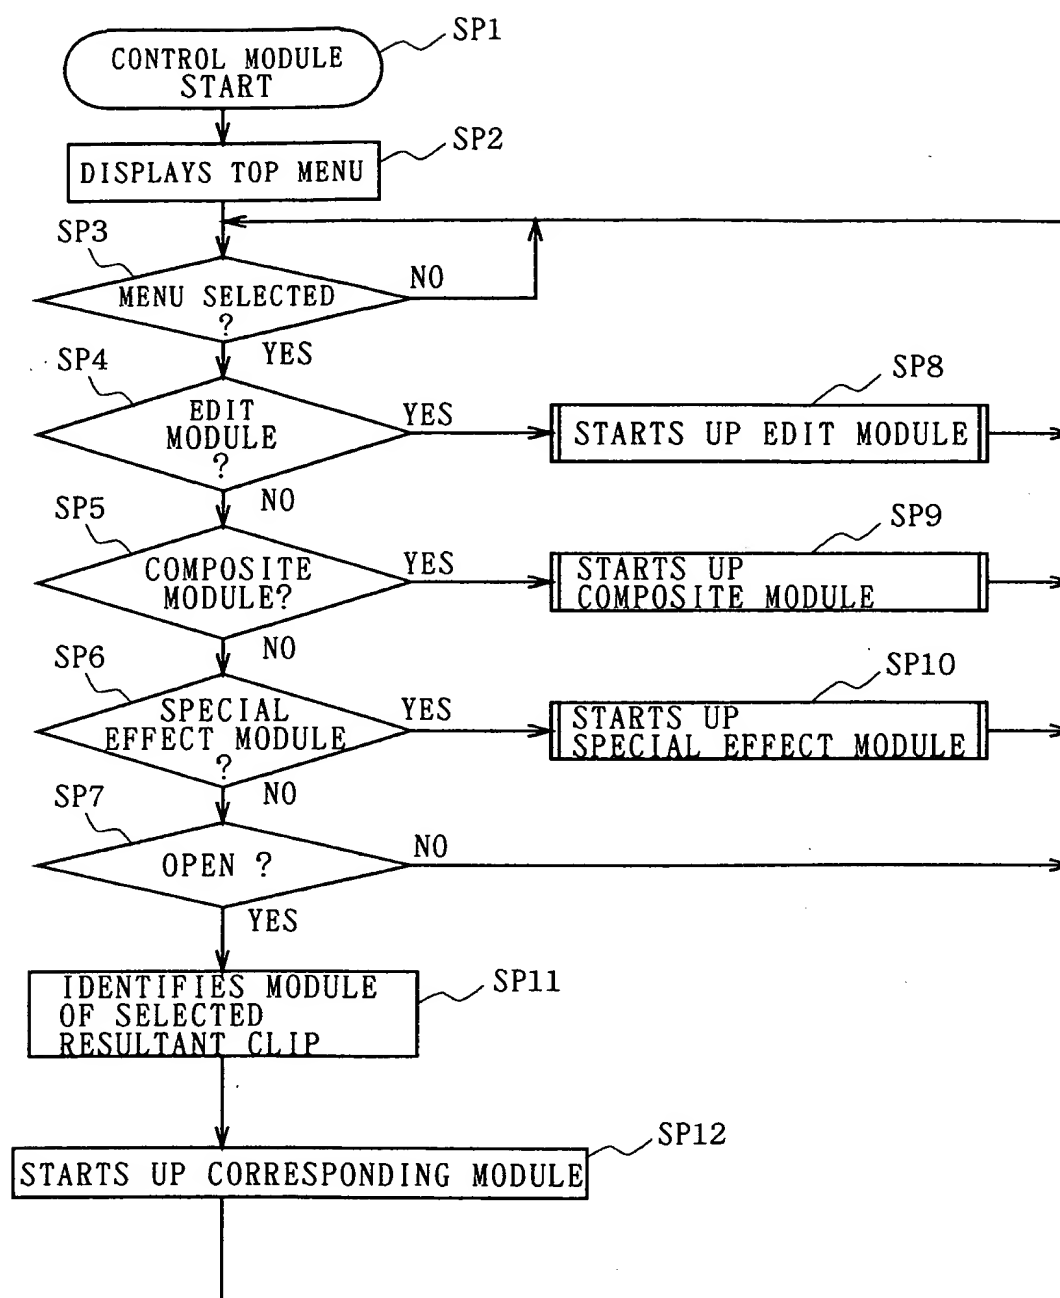 SP1
CONTROL MODULE
START
SP2
DISPLAYS TOP MENU
SP3
MENU SELECTED
?
NO
YES
SP4
EDIT
MODULE
?
YES
NO
SP8
STARTS UP EDIT MODULE
SP5
COMPOSITE
MODULE?
YES
NO
SP9
STARTS UP
COMPOSITE MODULE
SP6
SPECIAL
EFFECT MODULE
?
YES
NO
SP10
STARTS UP
SPECIAL EFFECT MODULE
SP7
OPEN ?
NO
YES
IDENTIFIES MODULE
OF SELECTED
RESULTANT CLIP
SP11
SP12
STARTS UP CORRESPONDING MODULE